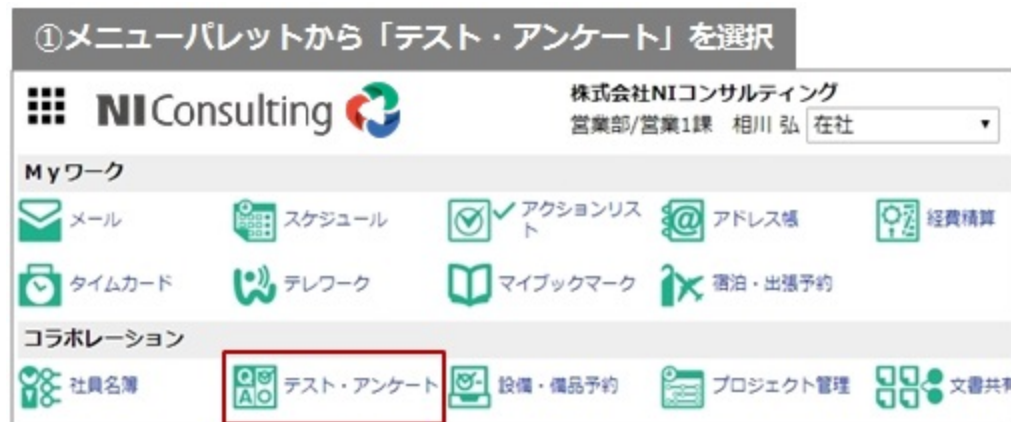 ①メニューパレットから「テスト・アンケート」を選択
NI Consulting
株式会社NIコンサルティング
営業部/営業1課 相川 弘 在社
Myワーク
メール
スケジュール
アクションリス
ト
アドレス帳
経費精算
タイムカード
テレワーク
マイブックマーク
宿泊・出張予約
コラボレーション
社員名簿
テスト・アンケート
設備・備品予約
プロジェクト管理
文書共有